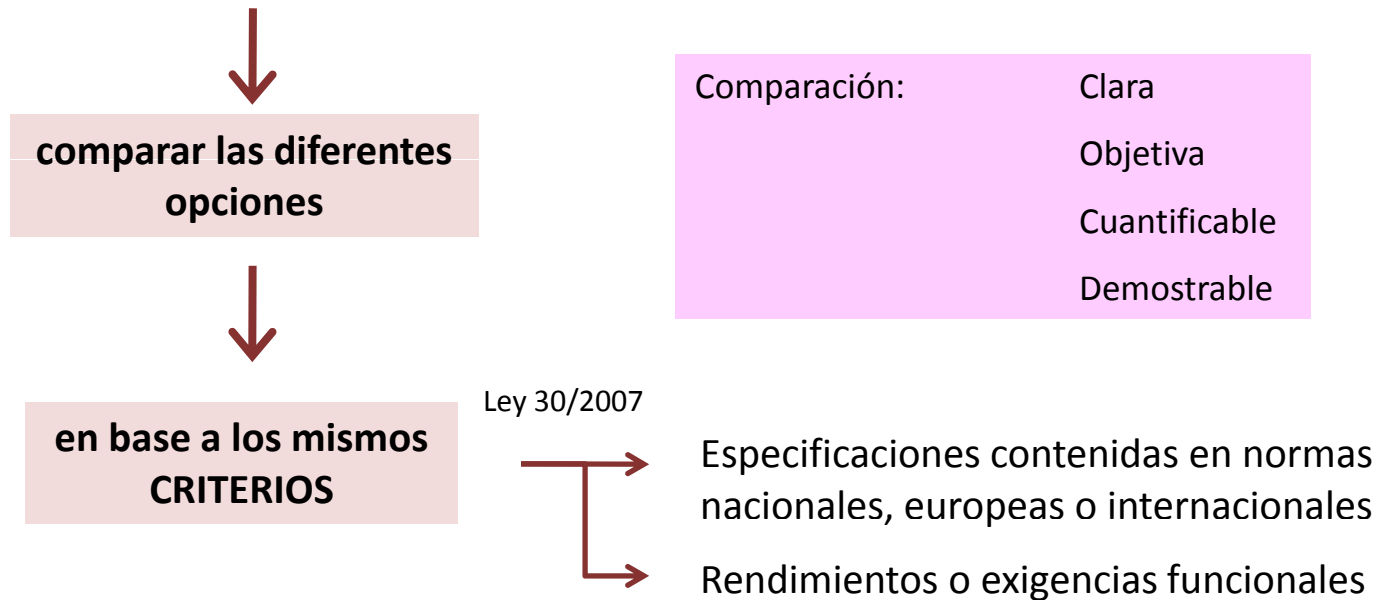 comparar las diferentes
opciones
Comparación: Clara
Objetiva
Cuantificable
Demostrable
en base a los mismos
CRITERIOS
Ley 30/2007
Especificaciones contenidas en normas
nacionales, europeas o internacionales
Rendimientos o exigencias funcionales